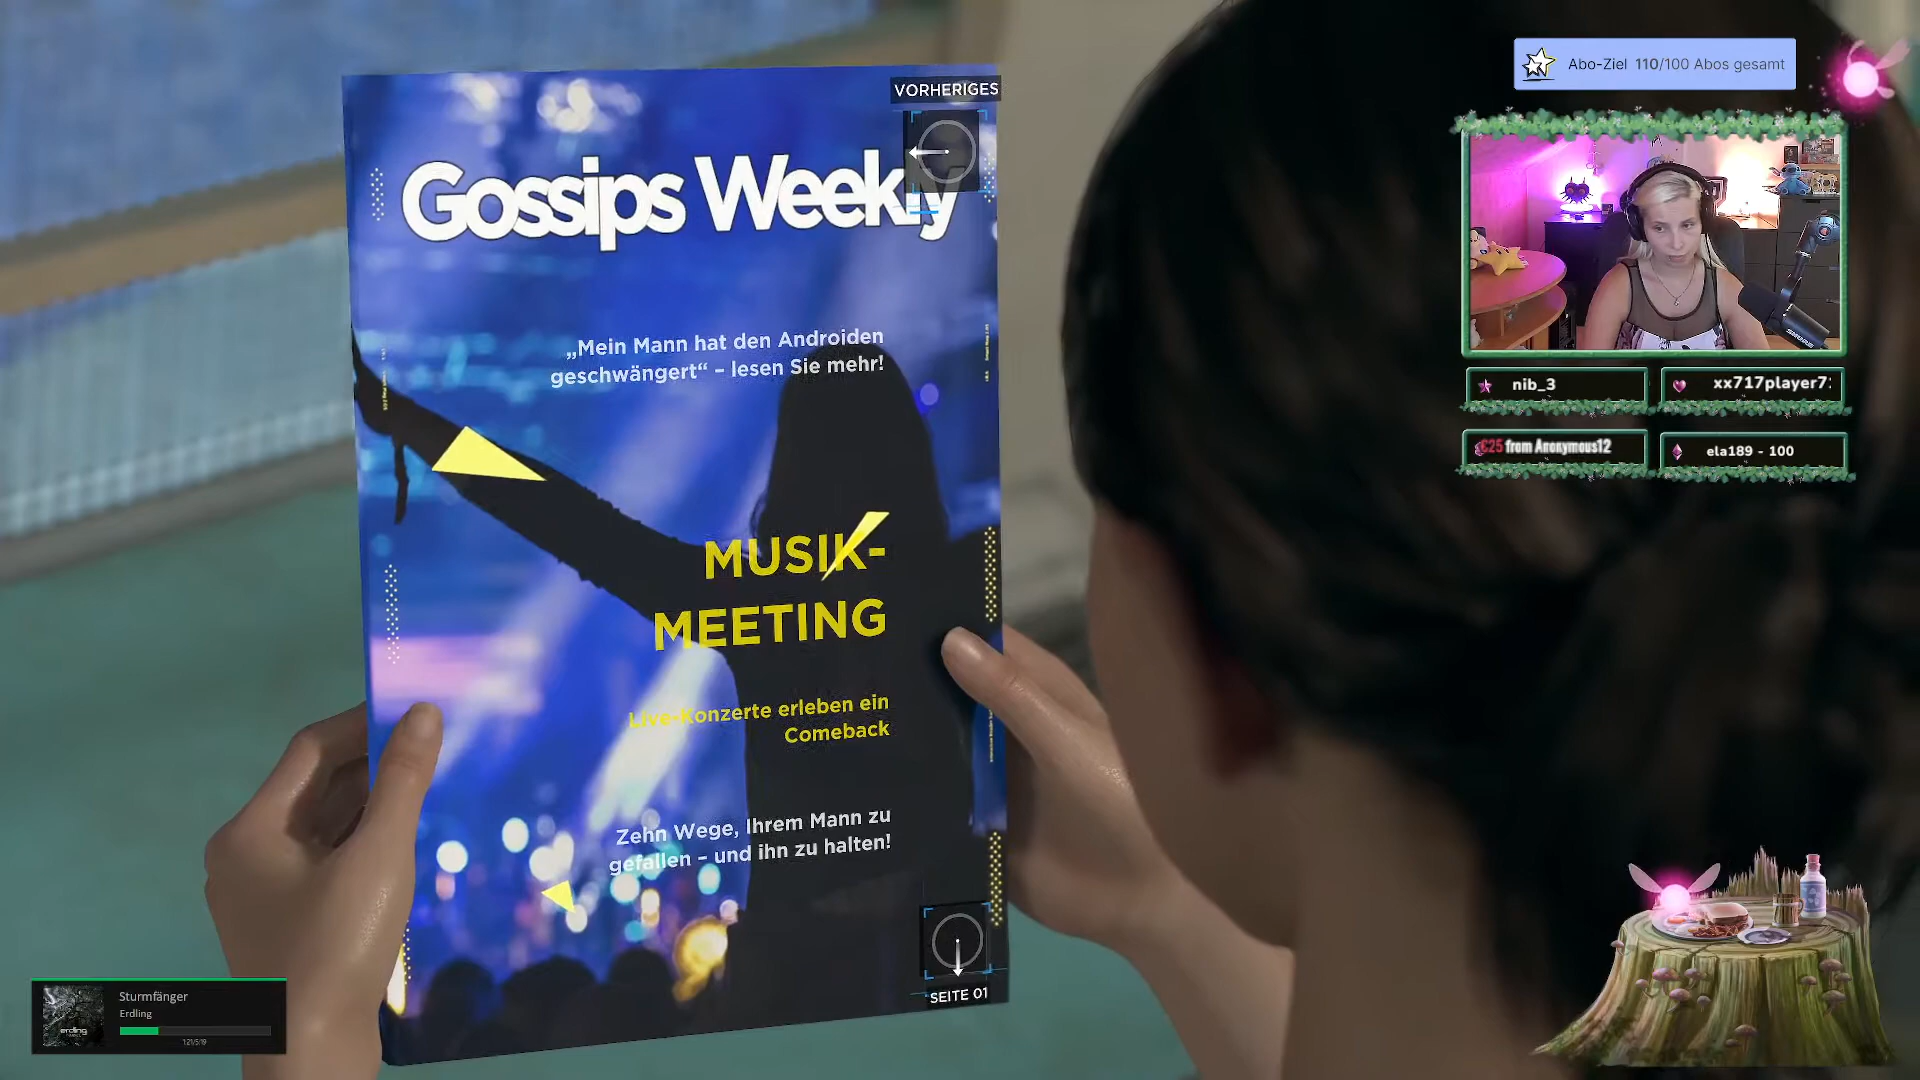 Abo-Ziel 110/100 Abos gesamt
VORHERIGES
Gossips Weekly
„Mein Mann hat den Androiden
geschwängert“ – lesen Sie mehr!
MUSIK-
MEETING
Live-Konzerte erleben ein
Comeback
Zehn Wege, Ihrem Mann zu
gefallen – und ihn zu halten!
SEITE 01
nib_3
xx717player7
€25 from Anonymous12
ela189 - 100
Sturmfänger
Erdling
erdling